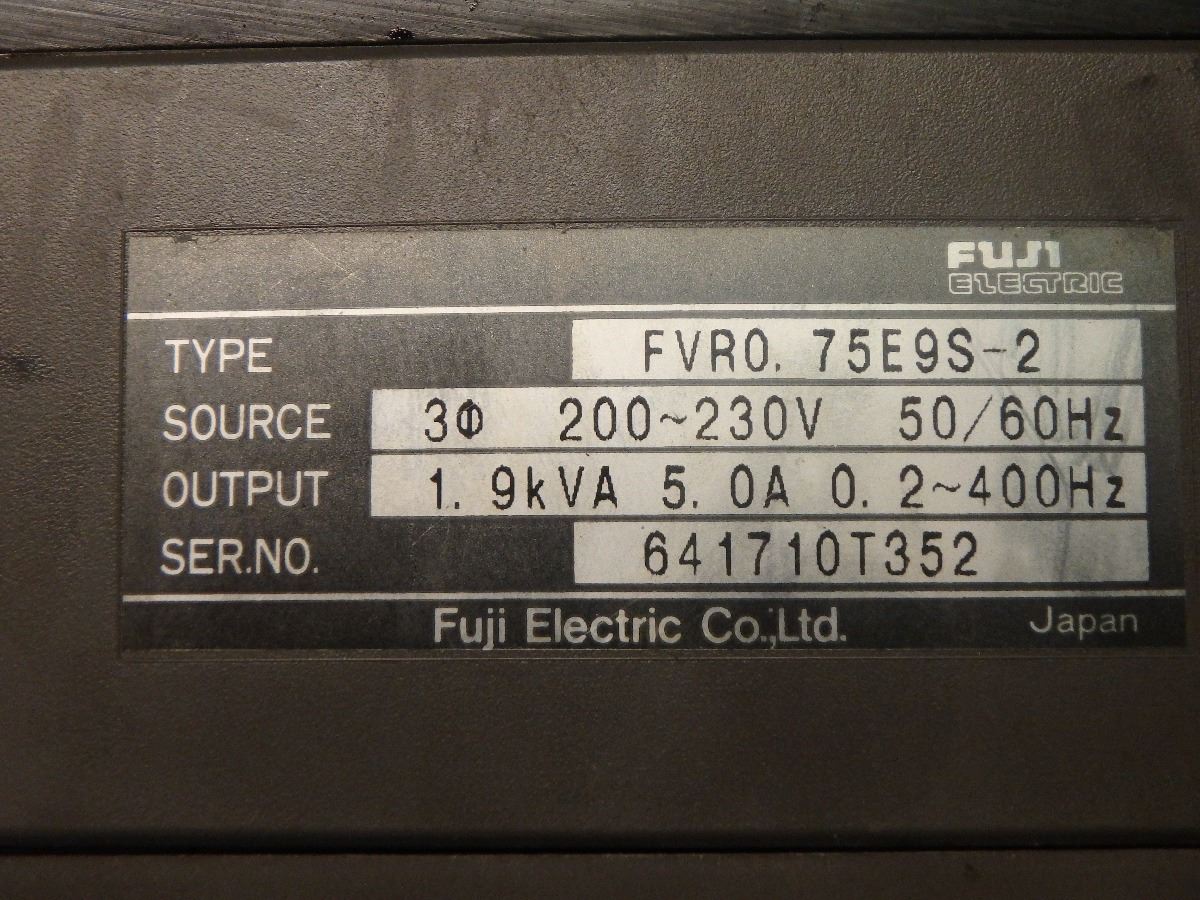 FUJI
ELECTRIC
TYPE FVR0.75E9S-2
SOURCE 3Φ 200~230V 50/60Hz
OUTPUT 1.9kVA 5.0A 0.2~400Hz
SER.NO. 641710T352
Fuji Electric Co.,Ltd. Japan